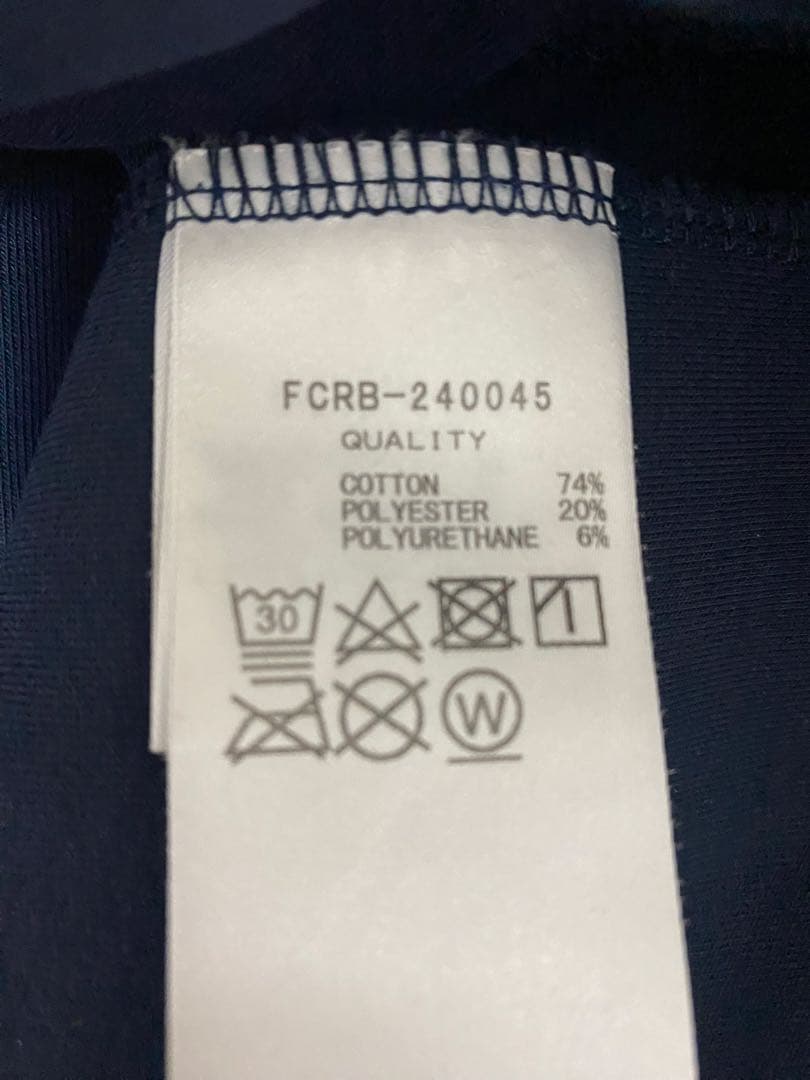 FCRB-240045
QUALITY
COTTON 74%
POLYESTER 20%
POLYURETHANE 6%
30
W